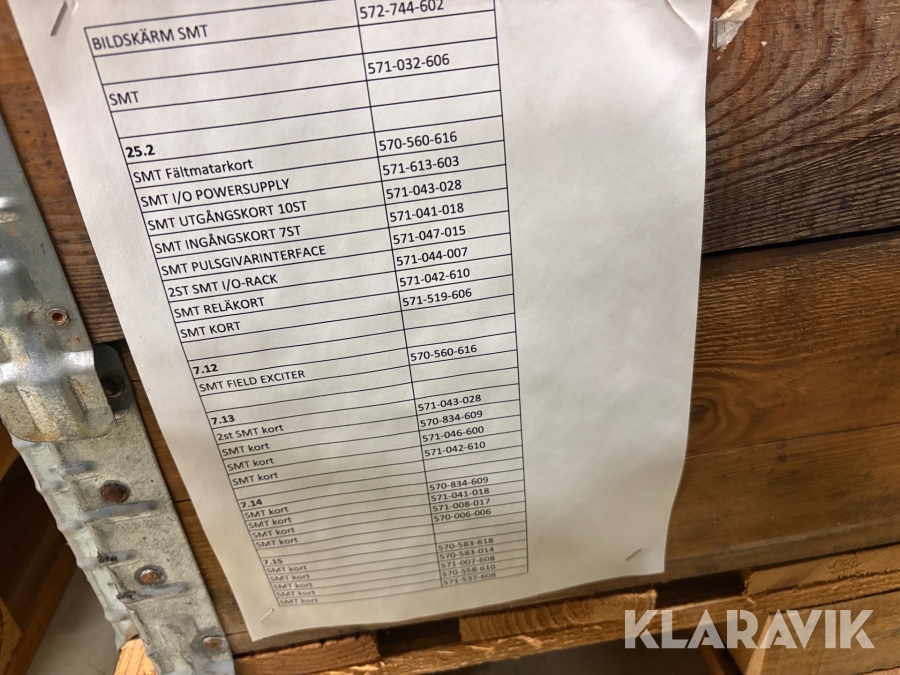 BILDSKÄRM SMT 572-744-602
SMT 571-032-606
25.2
SMT Fältmatarkort 570-560-616
SMT I/O POWERSUPPLY 571-613-603
SMT UTGÅNGSKORT 10ST 571-043-028
SMT INGÅNGSKORT 7ST 571-041-018
SMT PULSGIVARINTERFACE 571-047-015
2ST SMT I/O-RACK 571-044-007
SMT RELÄKORT 571-042-610
SMT KORT 571-519-606
7.12
SMT FIELD EXCITER 570-560-616
7.13
2st SMT kort 571-043-028
SMT kort 570-834-609
SMT kort 571-046-600
SMT kort 571-042-610
7.14
SMT kort 570-834-609
SMT kort 571-041-018
SMT kort 571-008-017
SMT kort 570-006-006
7.15
SMT kort 570-583-618
SMT kort 570-583-014
SMT kort 571-007-608
SMT kort 570-558-610
SMT kort 571-537-608
KLARAVIK